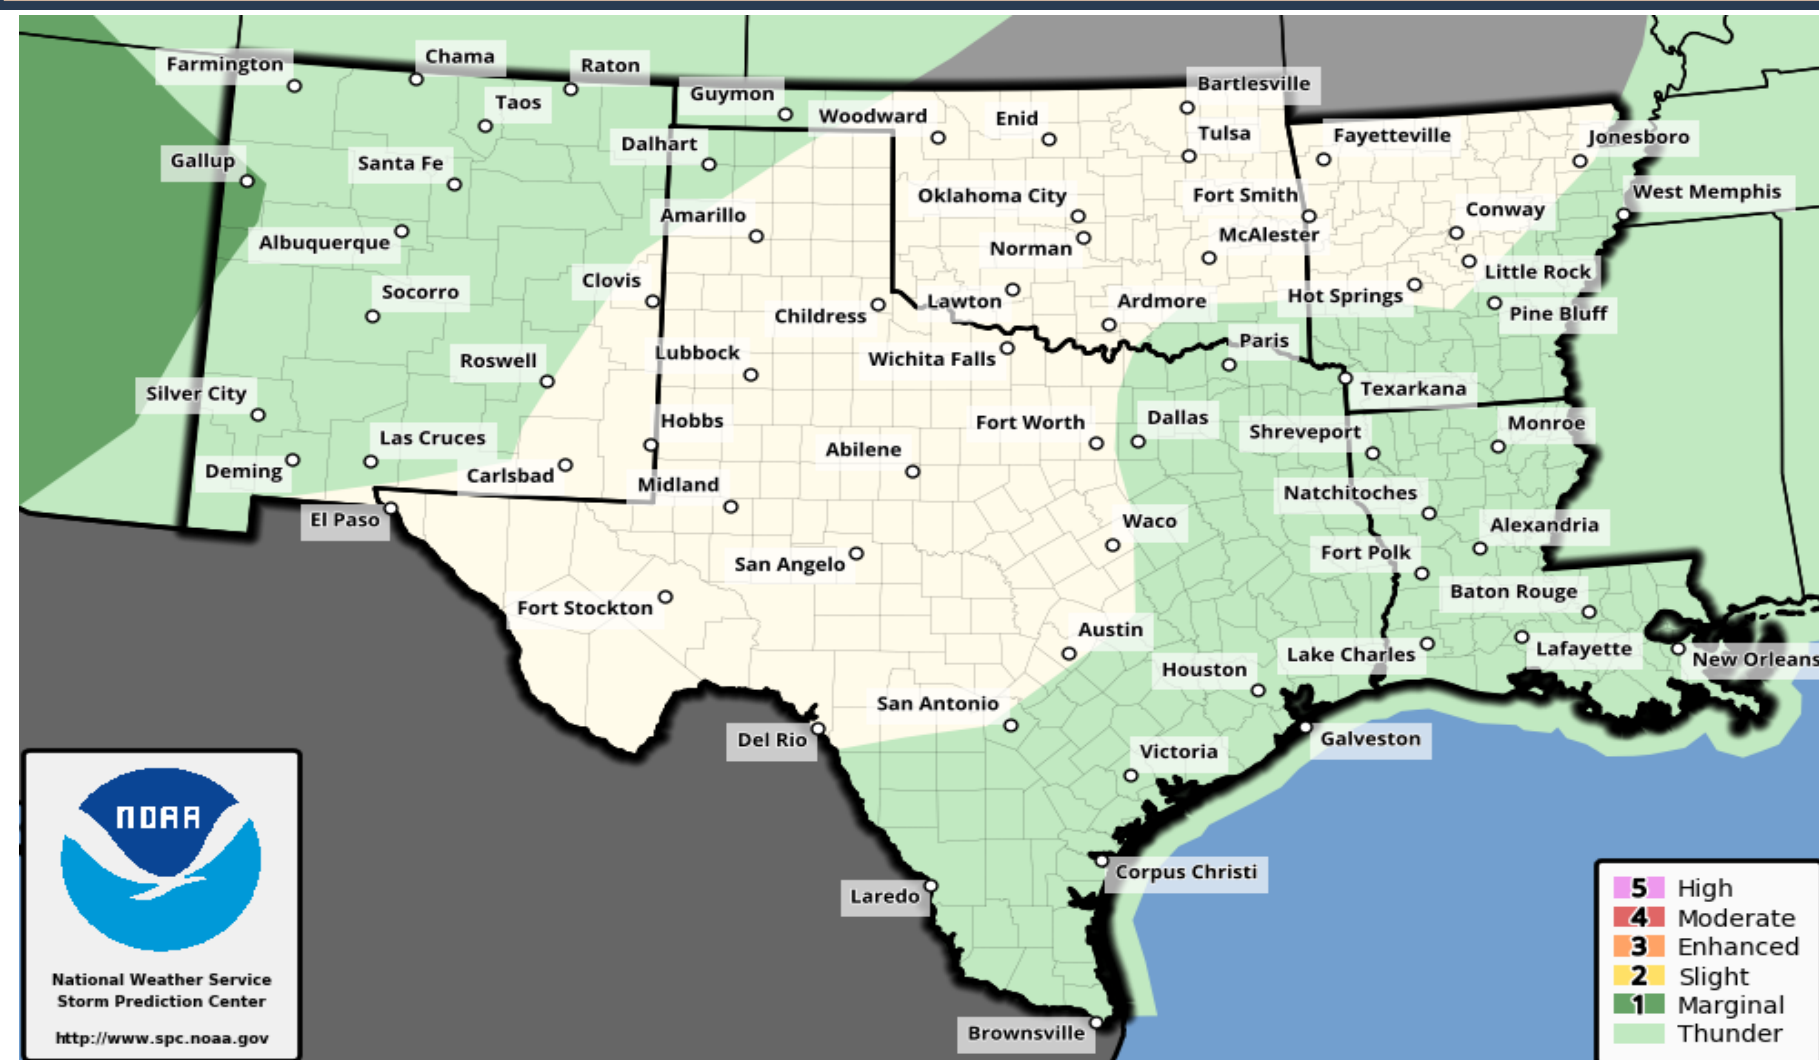 Farmington
Chama
Raton
Taos
Guymon
Woodward
Enid
Bartlesville
Tulsa
Fayetteville
Jonesboro
Gallup
Santa Fe
Dalhart
Oklahoma City
Fort Smith
Conway
West Memphis
Albuquerque
Amarillo
Norman
McAlester
Little Rock
Socorro
Clovis
Childress
Lawton
Ardmore
Hot Springs
Pine Bluff
Roswell
Lubbock
Wichita Falls
Paris
Silver City
Texarkana
Las Cruces
Hobbs
Fort Worth
Dallas
Shreveport
Monroe
Deming
Carlsbad
Midland
Abilene
Natchitoches
El Paso
San Angelo
Waco
Alexandria
Fort Polk
Fort Stockton
Austin
Baton Rouge
Houston
Lake Charles
Lafayette
New Orleans
San Antonio
Del Rio
Victoria
Galveston
Laredo
Corpus Christi
Brownsville
NOAA
National Weather Service
Storm Prediction Center
http://www.spc.noaa.gov
5 High
4 Moderate
3 Enhanced
2 Slight
1 Marginal
Thunder